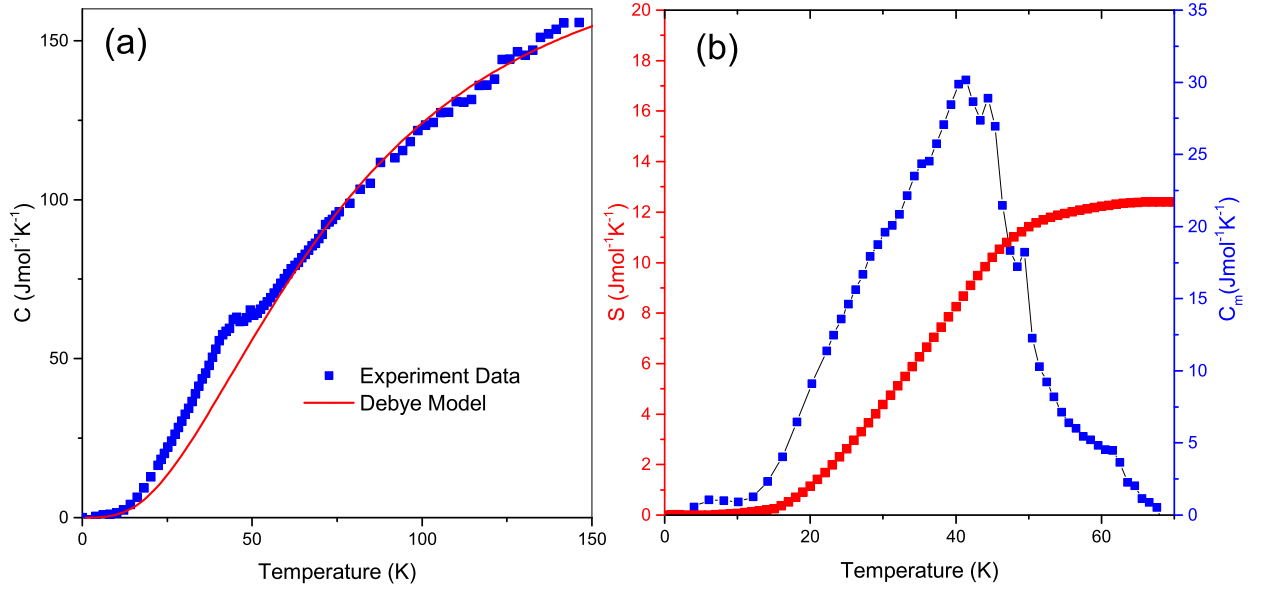 (a)
150
100
50
0
C (Jmol⁻¹K⁻¹)
Experiment Data
Debye Model
0 50 100 150
Temperature (K)
(b)
20
18
16
14
12
10
8
6
4
2
0
S (Jmol⁻¹K⁻¹)
35
30
25
20
15
10
5
0
Cₘ(Jmol⁻¹K⁻¹)
0 20 40 60
Temperature (K)